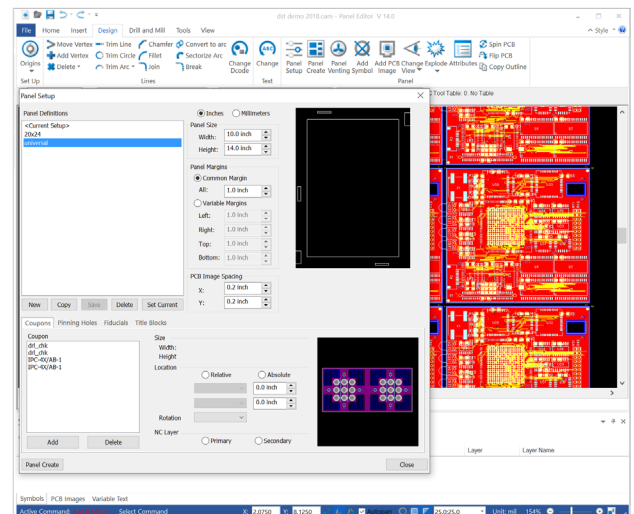 dst demo 2018.cam - Panel Editor V 14.0
File Home Insert Design Drill and Mill Tools View Style
Origins
Move Vertex Trim Line Chamfer Convert to arc
Add Vertex Trim Circle Fillet Sectorize Arc
Delete Trim Arc Join Break
Change Dcode
Change
Panel Setup
Panel Create
Panel Venting
Add Symbol
Add PCB Image
Change View
Explode
Attributes
Spin PCB
Flip PCB
Copy Outline
Set Up Lines Text Panel
Panel Setup
Tool Table: 0. No Table
Panel Definitions
<Current Setup>
20x24
universal
New Copy Save Delete Set Current
Inches Millimeters
Panel Size
Width: 10.0 inch
Height: 14.0 inch
Panel Margins
Common Margin
All: 1.0 inch
Variable Margins
Left: 1.0 inch
Right: 1.0 inch
Top: 1.0 inch
Bottom: 1.0 inch
PCB Image Spacing
X: 0.2 inch
Y: 0.2 inch
Coupons Pinning Holes Fiducials Title Blocks
Coupon
drl_chk
drl_chk
IPC-4X/AB-1
IPC-4X/AB-1
Add Delete
Size
Width:
Height
Location
Relative Absolute
0.0 inch
0.0 inch
Rotation
NC Layer
Primary Secondary
Panel Create Close
Layer Layer Name
Symbols PCB Images Variable Text
Active Command: Select Command X: 2.0750 Y: 8.1250 25.0:25.0 Unit: mil 154%